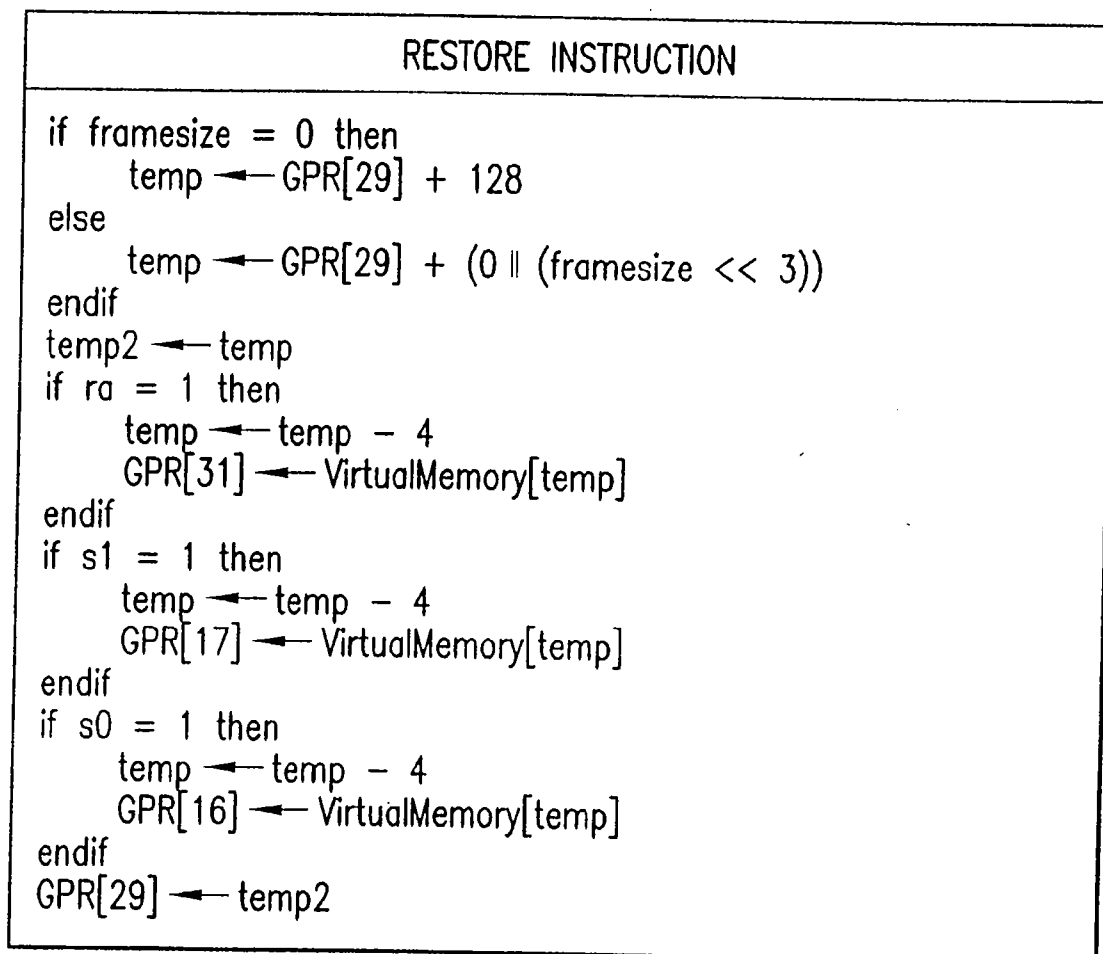 RESTORE INSTRUCTION
if framesize = 0 then
temp ← GPR[29] + 128
else
temp ← GPR[29] + (0 || (framesize << 3))
endif
temp2 ← temp
if ra = 1 then
temp ← temp – 4
GPR[31] ← VirtualMemory[temp]
endif
if s1 = 1 then
temp ← temp – 4
GPR[17] ← VirtualMemory[temp]
endif
if s0 = 1 then
temp ← temp – 4
GPR[16] ← VirtualMemory[temp]
endif
GPR[29] ← temp2